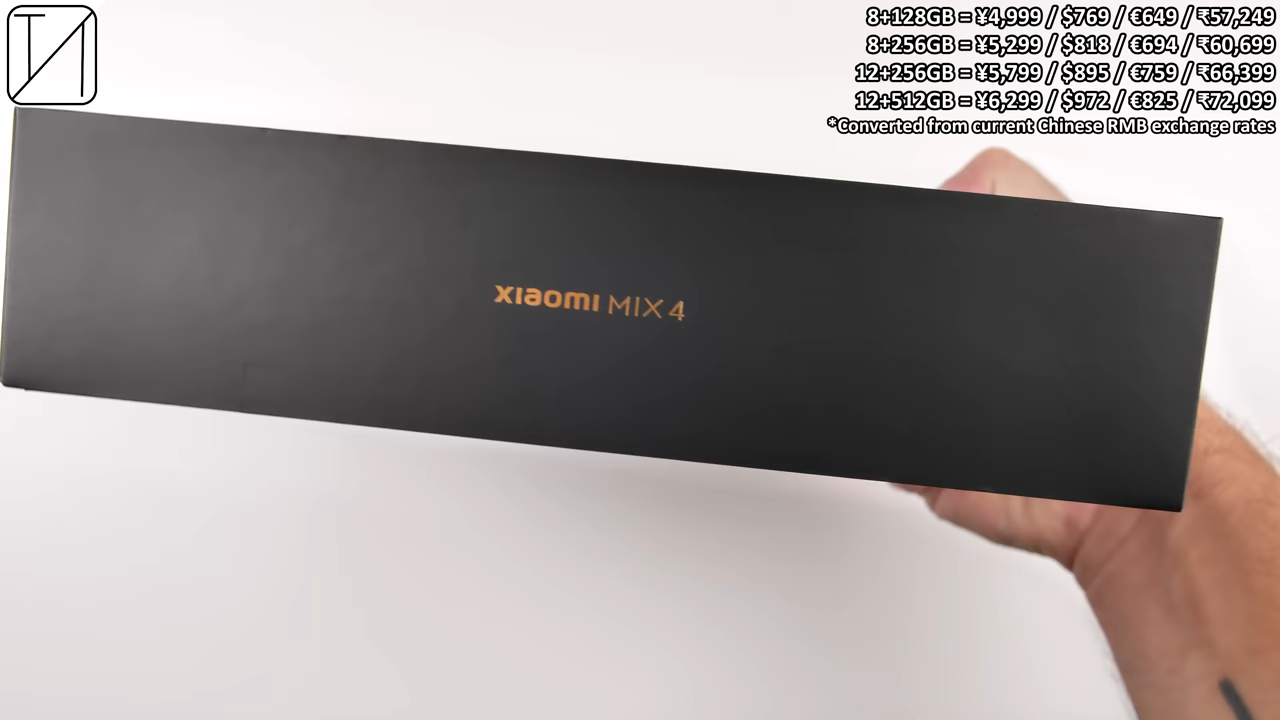 8+128GB = ¥4,999 / $769 / €649 / ₹57,249
8+256GB = ¥5,299 / $818 / €694 / ₹60,699
12+256GB = ¥5,799 / $895 / €759 / ₹66,399
12+512GB = ¥6,299 / $972 / €825 / ₹72,099
*Converted from current Chinese RMB exchange rates
xiaomi MIX 4